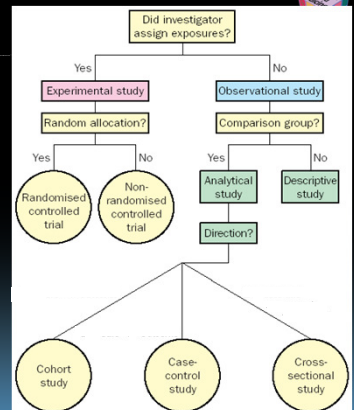 Did investigator
assign exposures?
Yes
No
Experimental study
Observational study
Random allocation?
Comparison group?
Yes
No
Yes
No
Randomised
controlled
trial
Non-
randomised
controlled
trial
Analytical
study
Descriptive
study
Direction?
Cohort
study
Case-
control
study
Cross-
sectional
study